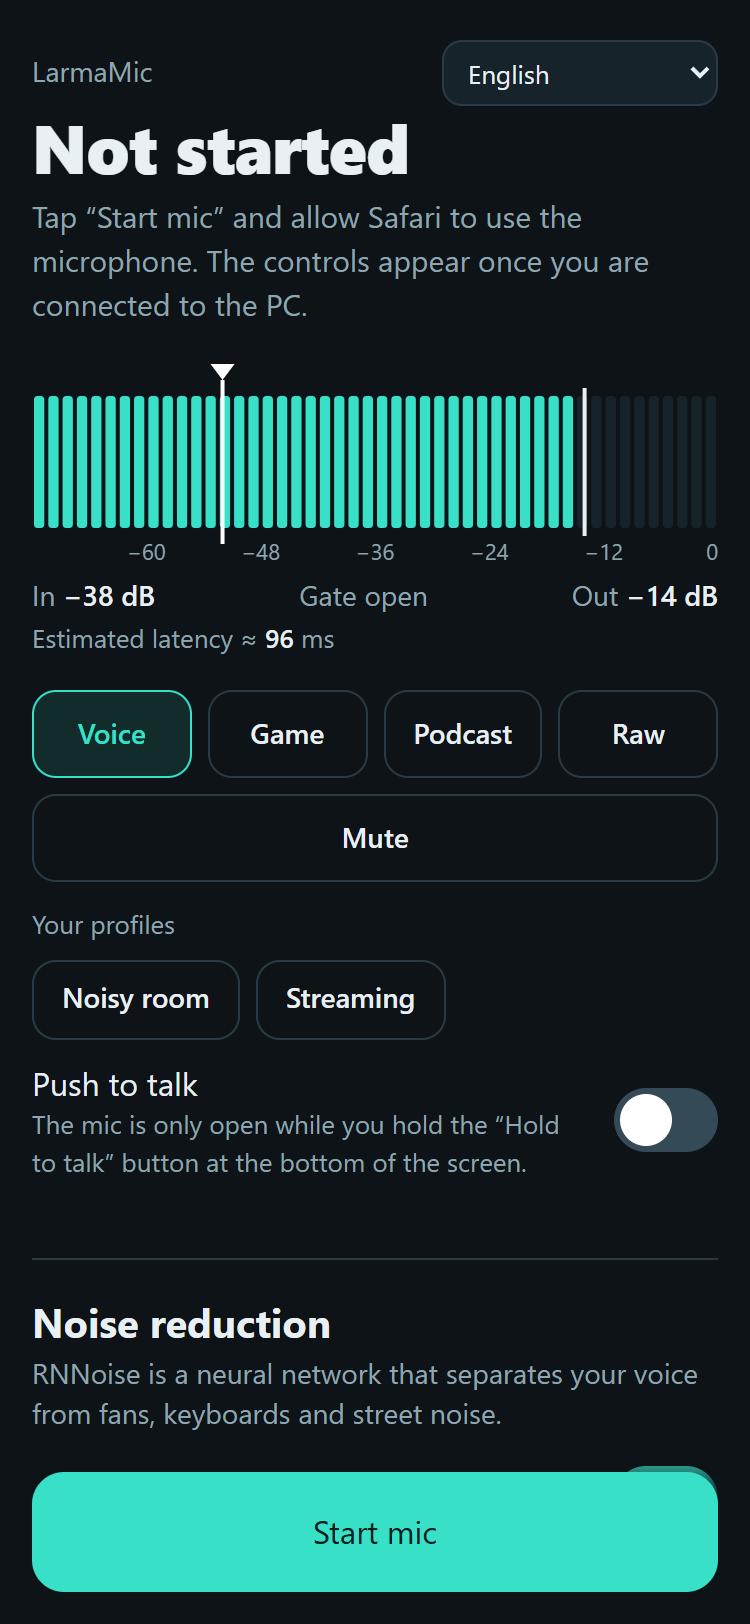 LarmaMic
English
Not started
Tap “Start mic” and allow Safari to use the
microphone. The controls appear once you are
connected to the PC.
−60 −48 −36 −24 −12 0
In −38 dB Gate open Out −14 dB
Estimated latency ≈ 96 ms
Voice Game Podcast Raw
Mute
Your profiles
Noisy room Streaming
Push to talk
The mic is only open while you hold the “Hold
to talk” button at the bottom of the screen.
Noise reduction
RNNoise is a neural network that separates your voice
from fans, keyboards and street noise.
Start mic